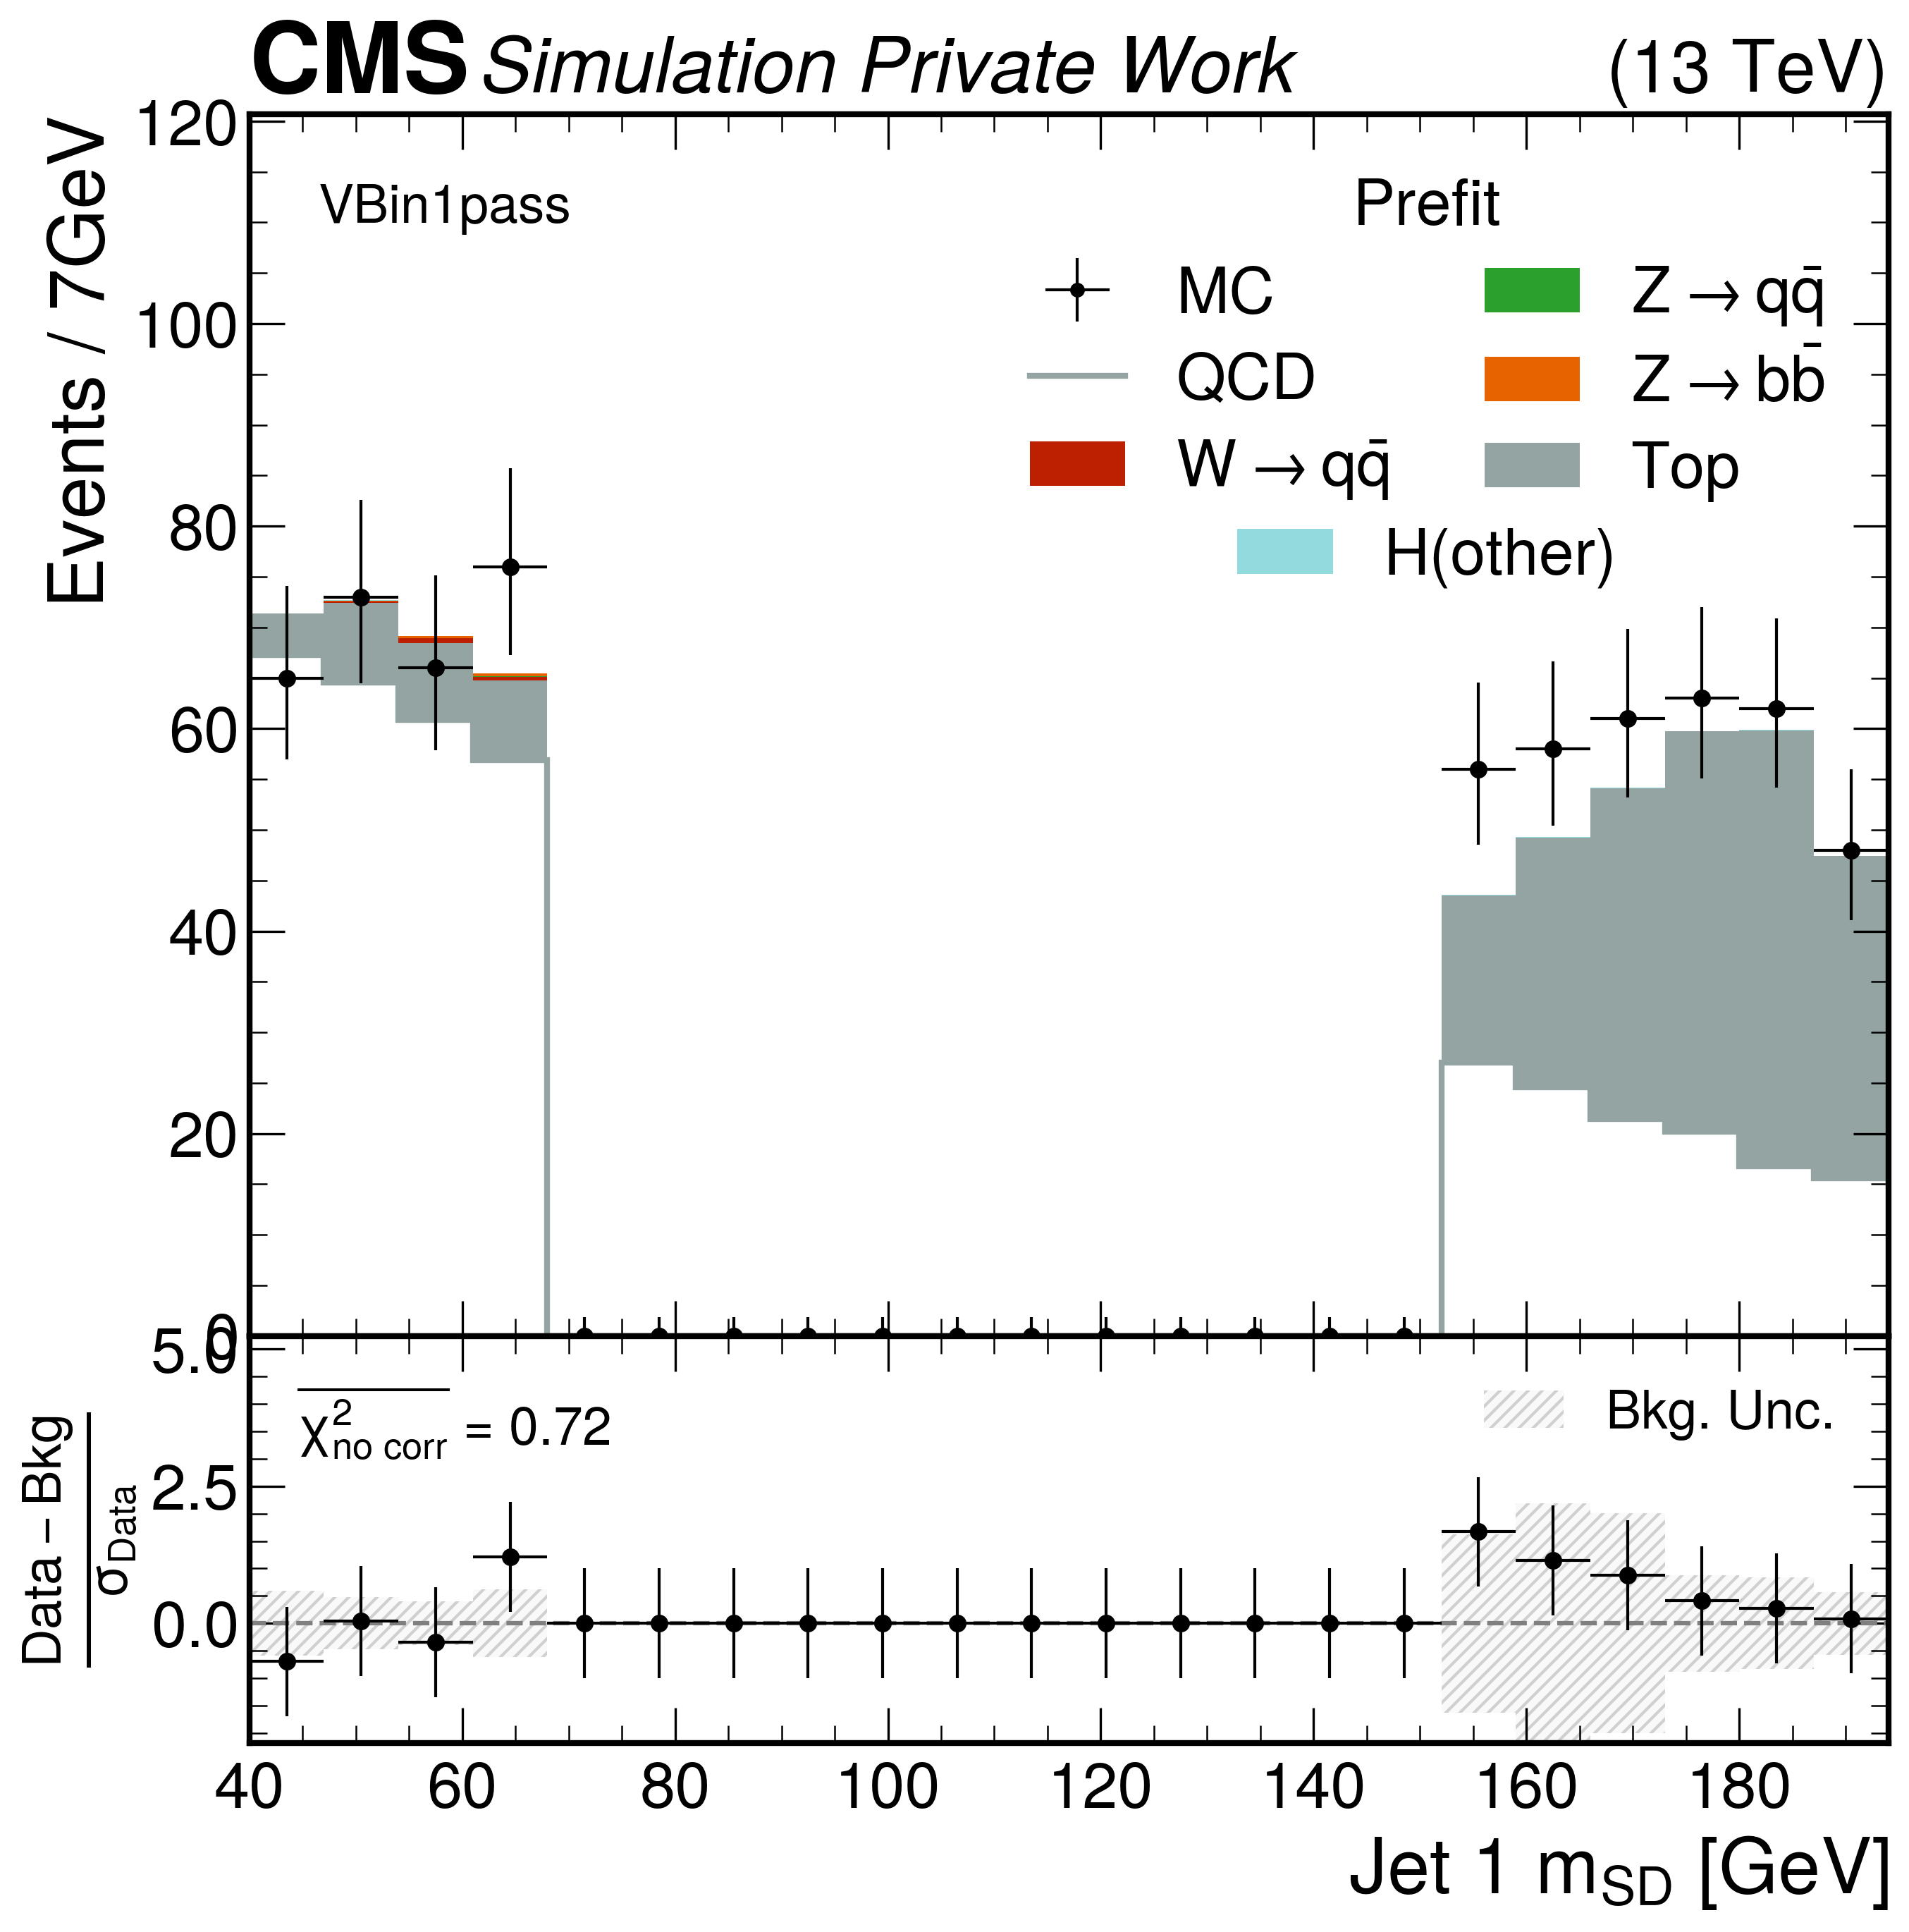 CMS Simulation Private Work (13 TeV)
Events / 7GeV
120
100
80
60
40
20
0
VBin1pass
Prefit
MC
QCD
W → qq̄
Z → qq̄
Z → bb̄
Top
H(other)
Data − Bkg
σData
5.0
2.5
0.0
χ²no corr = 0.72
Bkg. Unc.
40 60 80 100 120 140 160 180
Jet 1 mSD [GeV]